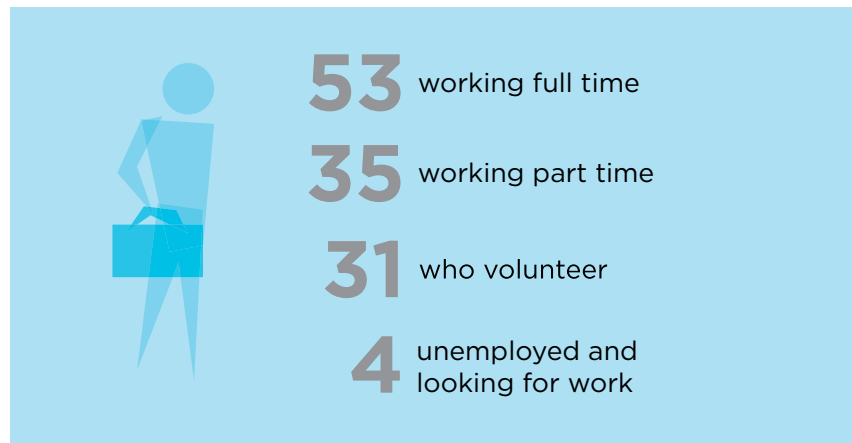 53 working full time
35 working part time
31 who volunteer
4 unemployed and
looking for work